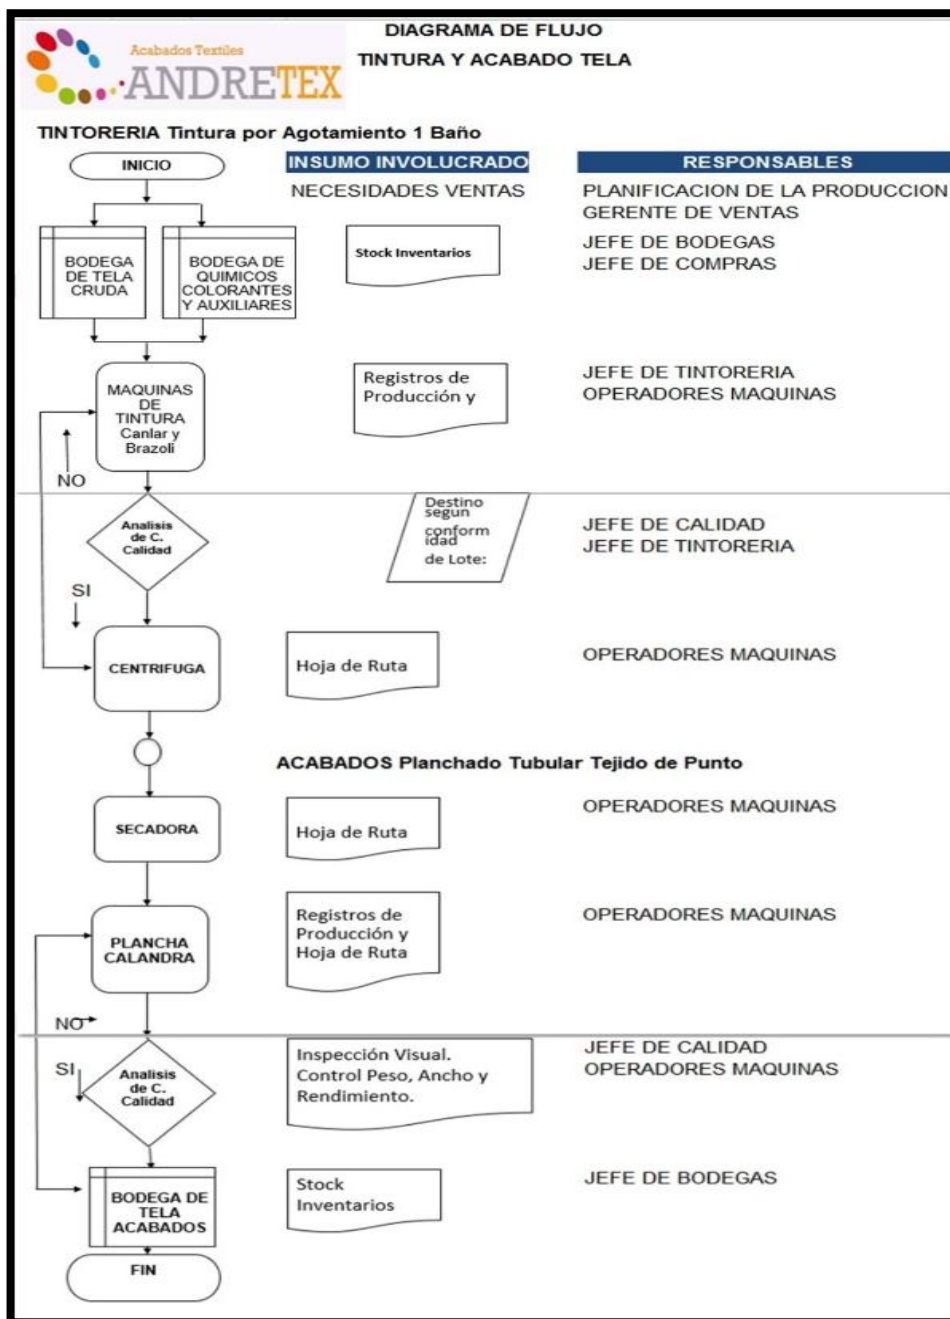 DIAGRAMA DE FLUJO
Acabados Textiles
ANDRETEX
TINTURA Y ACABADO TELA
TINTORERIA Tintura por Agotamiento 1 Baño
INICIO
INSUMO INVOLUCRADO
RESPONSABLES
NECESIDADES VENTAS
PLANIFICACION DE LA PRODUCCION
GERENTE DE VENTAS
BODEGA
DE TELA
CRUDA
BODEGA DE
QUIMICOS
COLORANTES
Y AUXILIARES
Stock Inventarios
JEFE DE BODEGAS
JEFE DE COMPRAS
MAQUINAS
DE
TINTURA
Canlar y
Brazoli
Registros de
Producción y
JEFE DE TINTORERIA
OPERADORES MAQUINAS
NO
Analisis
de C.
Calidad
Destino
segun
conform
idad
de Lote:
JEFE DE CALIDAD
JEFE DE TINTORERIA
SI
CENTRIFUGA
Hoja de Ruta
OPERADORES MAQUINAS
ACABADOS Planchado Tubular Tejido de Punto
SECADORA
Hoja de Ruta
OPERADORES MAQUINAS
PLANCHA
CALANDRA
Registros de
Producción y
Hoja de Ruta
OPERADORES MAQUINAS
NO
SI
Analisis
de C.
Calidad
Inspección Visual.
Control Peso, Ancho y
Rendimiento.
JEFE DE CALIDAD
OPERADORES MAQUINAS
BODEGA DE
TELA
ACABADOS
Stock
Inventarios
JEFE DE BODEGAS
FIN